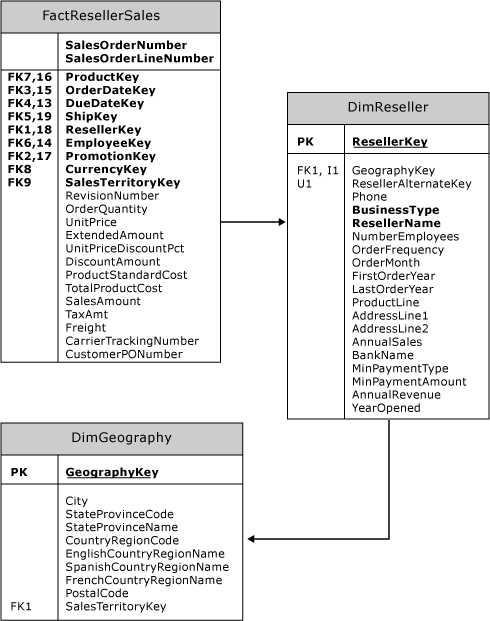 FactResellerSales
SalesOrderNumber
SalesOrderLineNumber
FK7,16 ProductKey
FK3,15 OrderDateKey
FK4,13 DueDateKey
FK5,19 ShipKey
FK1,18 ResellerKey
FK6,14 EmployeeKey
FK2,17 PromotionKey
FK8 CurrencyKey
FK9 SalesTerritoryKey
RevisionNumber
OrderQuantity
UnitPrice
ExtendedAmount
UnitPriceDiscountPct
DiscountAmount
ProductStandardCost
TotalProductCost
SalesAmount
TaxAmt
Freight
CarrierTrackingNumber
CustomerPONumber
DimReseller
PK ResellerKey
FK1, I1 GeographyKey
U1 ResellerAlternateKey
Phone
BusinessType
ResellerName
NumberEmployees
OrderFrequency
OrderMonth
FirstOrderYear
LastOrderYear
ProductLine
AddressLine1
AddressLine2
AnnualSales
BankName
MinPaymentType
MinPaymentAmount
AnnualRevenue
YearOpened
DimGeography
PK GeographyKey
City
StateProvinceCode
StateProvinceName
CountryRegionCode
EnglishCountryRegionName
SpanishCountryRegionName
FrenchCountryRegionName
PostalCode
FK1 SalesTerritoryKey